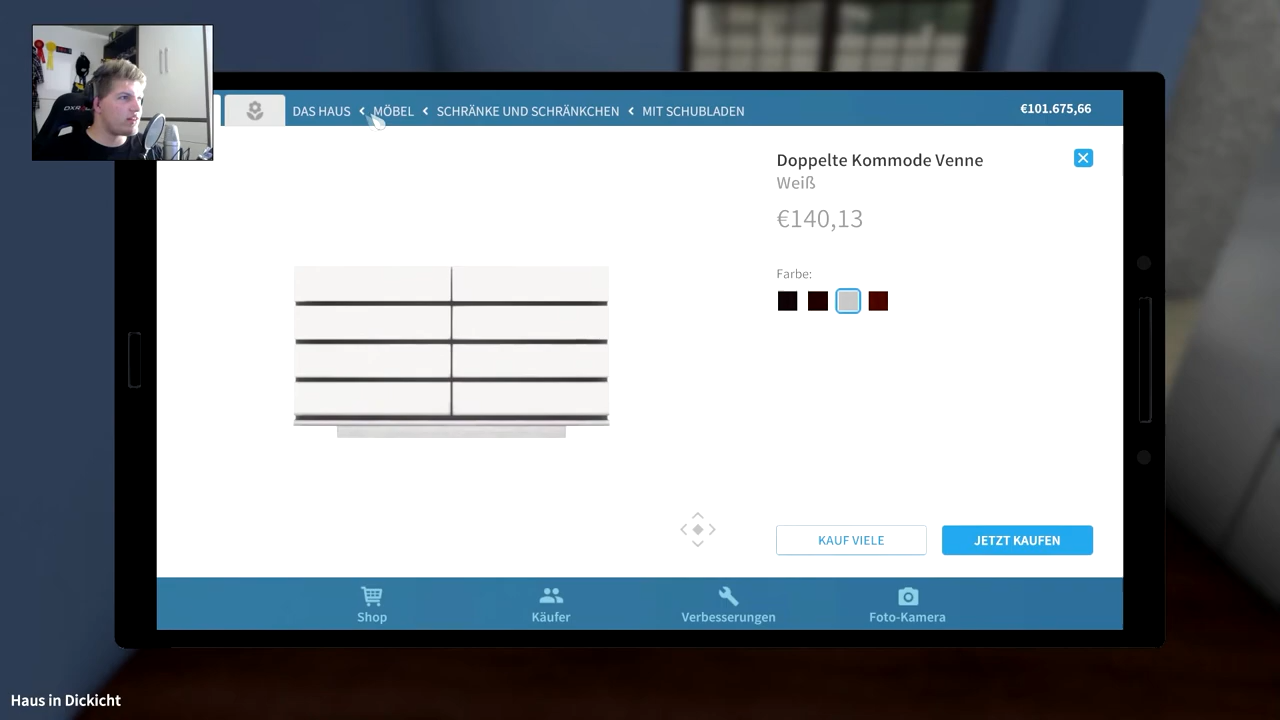 DXR
DAS HAUS < MÖBEL < SCHRÄNKE UND SCHRÄNKCHEN < MIT SCHUBLADEN
€101.675,66
Doppelte Kommode Venne
Weiß
€140,13
Farbe:
KAUF VIELE
JETZT KAUFEN
Shop
Käufer
Verbesserungen
Foto-Kamera
Haus in Dickicht